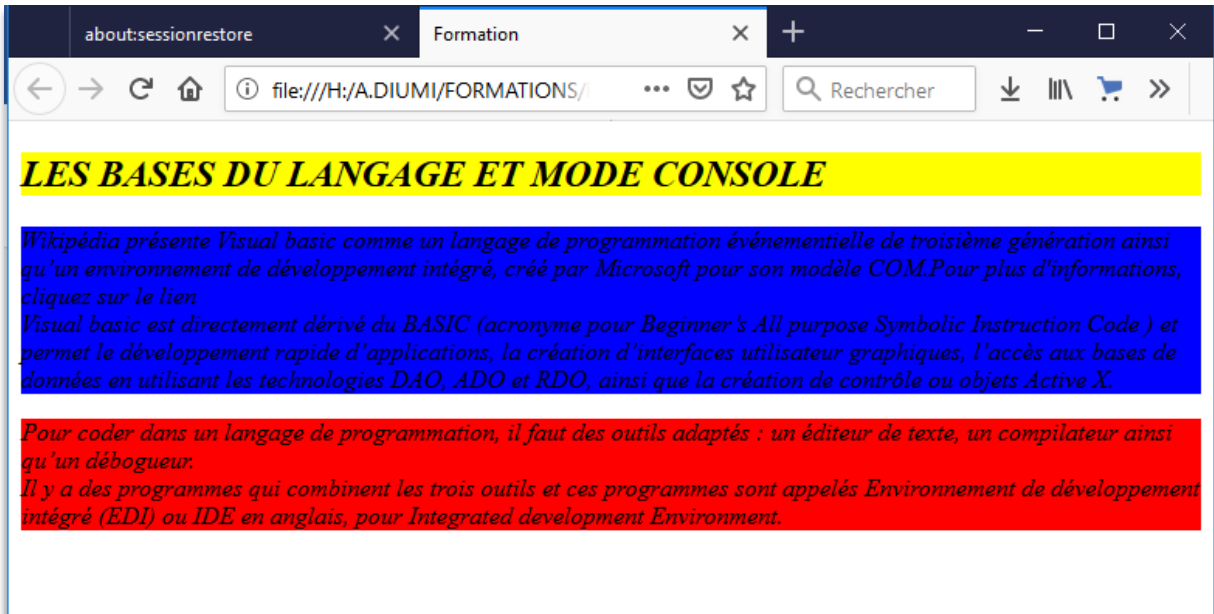 about:sessionrestore
Formation
file:///H:/A.DIUMI/FORMATIONS/
Rechercher
LES BASES DU LANGAGE ET MODE CONSOLE
Wikipédia présente Visual basic comme un langage de programmation événementielle de troisième génération ainsi
qu’un environnement de développement intégré, créé par Microsoft pour son modèle COM.Pour plus d'informations,
cliquez sur le lien
Visual basic est directement dérivé du BASIC (acronyme pour Beginner’s All purpose Symbolic Instruction Code ) et
permet le développement rapide d’applications, la création d’interfaces utilisateur graphiques, l’accès aux bases de
données en utilisant les technologies DAO, ADO et RDO, ainsi que la création de contrôle ou objets Active X.
Pour coder dans un langage de programmation, il faut des outils adaptés : un éditeur de texte, un compilateur ainsi
qu’un débogueur.
Il y a des programmes qui combinent les trois outils et ces programmes sont appelés Environnement de développement
intégré (EDI) ou IDE en anglais, pour Integrated development Environment.